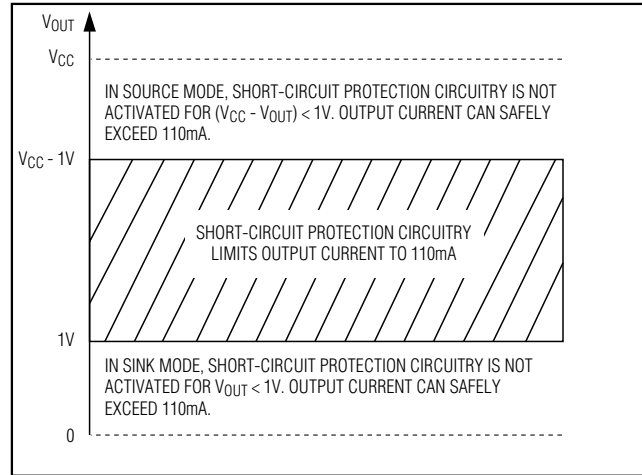 VOUT
VCC
IN SOURCE MODE, SHORT-CIRCUIT PROTECTION CIRCUITRY IS NOT
ACTIVATED FOR (VCC - VOUT) < 1V. OUTPUT CURRENT CAN SAFELY
EXCEED 110mA.
VCC - 1V
SHORT-CIRCUIT PROTECTION CIRCUITRY
LIMITS OUTPUT CURRENT TO 110mA
1V
IN SINK MODE, SHORT-CIRCUIT PROTECTION CIRCUITRY IS NOT
ACTIVATED FOR VOUT < 1V. OUTPUT CURRENT CAN SAFELY
EXCEED 110mA.
0